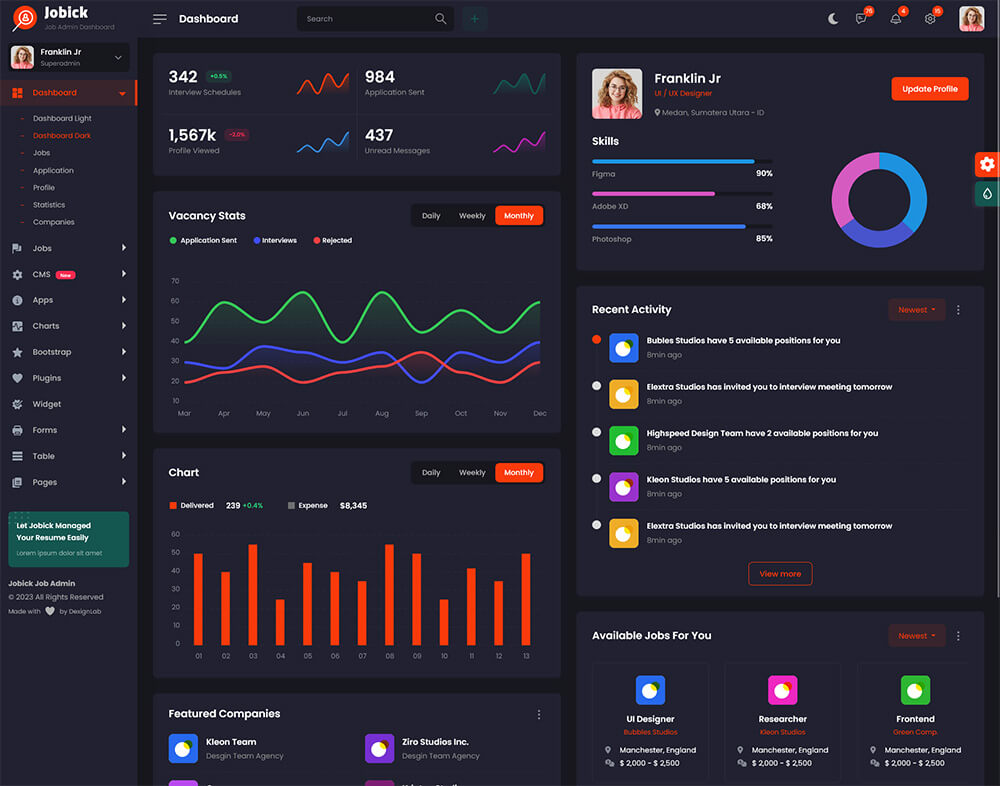 Jobick
Job Admin Dashboard
Dashboard
Search
+
76
4
15
Franklin Jr
Superadmin
Dashboard
Dashboard Light
Dashboard Dark
Jobs
Application
Profile
Statistics
Companies
Jobs
CMS New
Apps
Charts
Bootstrap
Plugins
Widget
Forms
Table
Pages
Let Jobick Managed
Your Resume Easily
Lorem ipsum dolor sit amet
Jobick Job Admin
© 2023 All Rights Reserved
Made with by DexignLab
342 +0.5%
Interview Schedules
984
Application Sent
1,567k -2.0%
Profile Viewed
437
Unread Messages
Vacancy Stats
Daily Weekly Monthly
Application Sent Interviews Rejected
70
60
50
40
30
20
10
Mar Apr May Jun Jul Aug Sep Oct Nov Dec
Chart
Daily Weekly Monthly
Delivered 239 +0.4% Expense $8,345
60
50
40
30
20
10
0
01 02 03 04 05 06 07 08 09 10 11 12 13
Featured Companies
Kleon Team
Desgin Team Agency
Ziro Studios Inc.
Desgin Team Agency
Franklin Jr
UI / UX Designer
Medan, Sumatera Utara - ID
Update Profile
Skills
Figma 90%
Adobe XD 68%
Photoshop 85%
Recent Activity
Newest
Bubles Studios have 5 available positions for you
8min ago
Elextra Studios has invited you to interview meeting tomorrow
8min ago
Highspeed Design Team have 2 available positions for you
8min ago
Kleon Studios have 5 available positions for you
8min ago
Elextra Studios has invited you to interview meeting tomorrow
8min ago
View more
Available Jobs For You
Newest
UI Designer
Bubbles Studios
Manchester, England
$ 2,000 - $ 2,500
Researcher
Kleon Studios
Manchester, England
$ 2,000 - $ 2,500
Frontend
Green Comp.
Manchester, England
$ 2,000 - $ 2,500